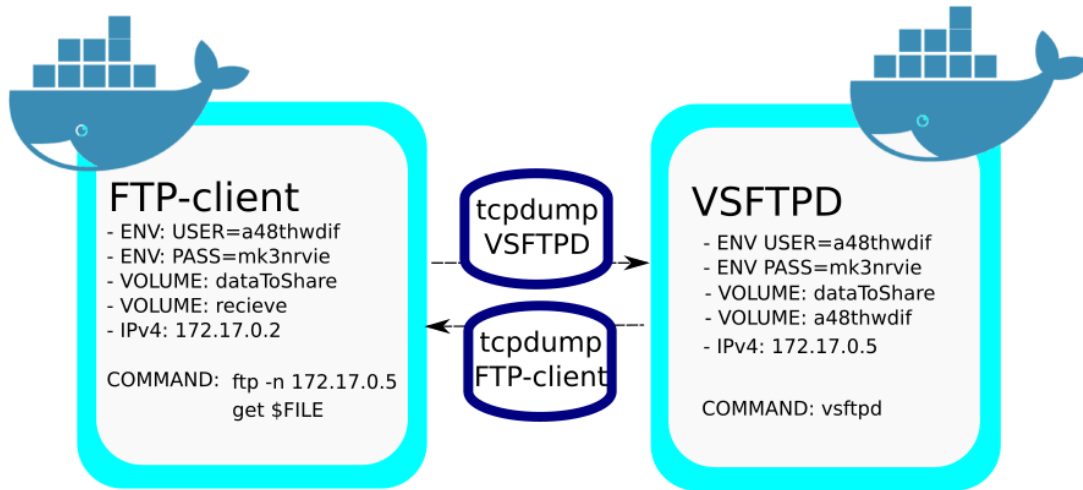 FTP-client
- ENV: USER=a48thwdif
- ENV: PASS=mk3nrvie
- VOLUME: dataToShare
- VOLUME: recieve
- IPv4: 172.17.0.2
COMMAND: ftp -n 172.17.0.5
get $FILE
tcpdump
VSFTPD
tcpdump
FTP-client
VSFTPD
- ENV USER=a48thwdif
- ENV PASS=mk3nrvie
- VOLUME: dataToShare
- VOLUME: a48thwdif
- IPv4: 172.17.0.5
COMMAND: vsftpd